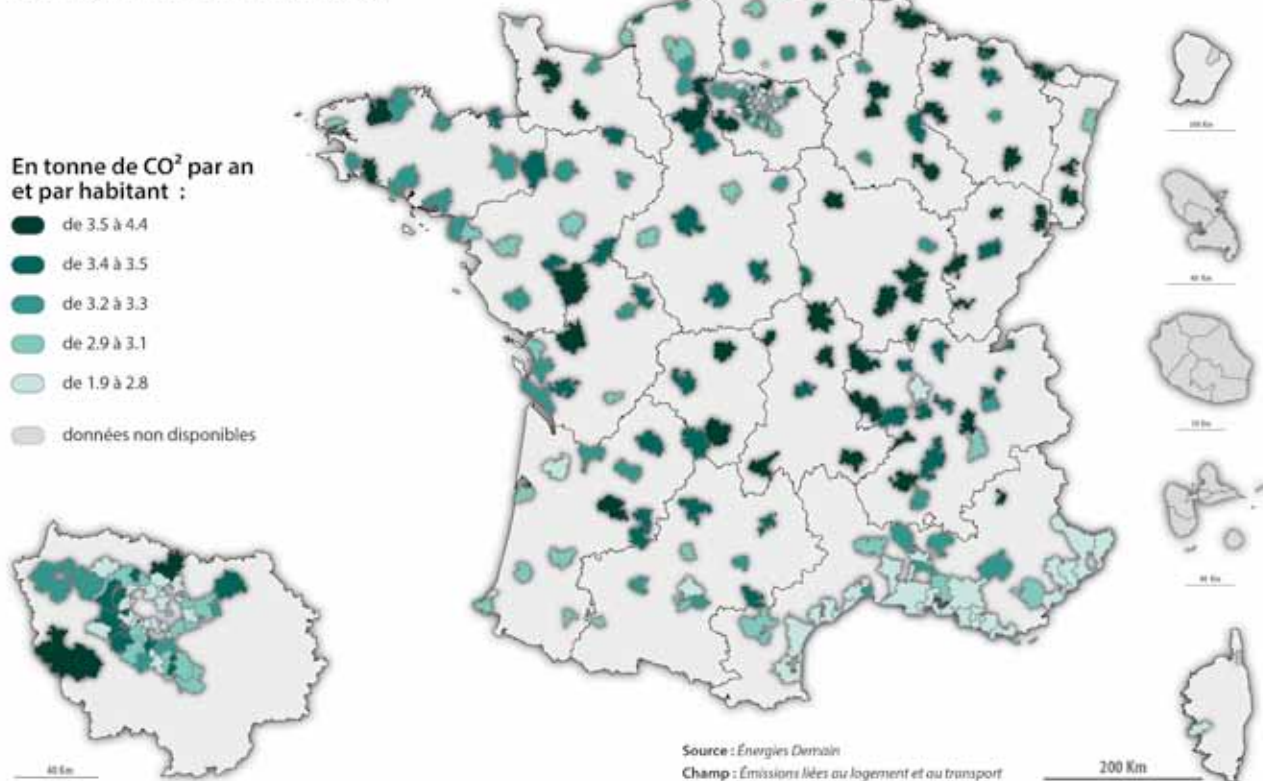 En tonne de CO² par an
et par habitant :
de 3.5 à 4.4
de 3.4 à 3.5
de 3.2 à 3.3
de 2.9 à 3.1
de 1.9 à 2.8
données non disponibles
40 Km
Source : Énergies Demain
Champ : Émissions liées au logement et au transport
200 Km